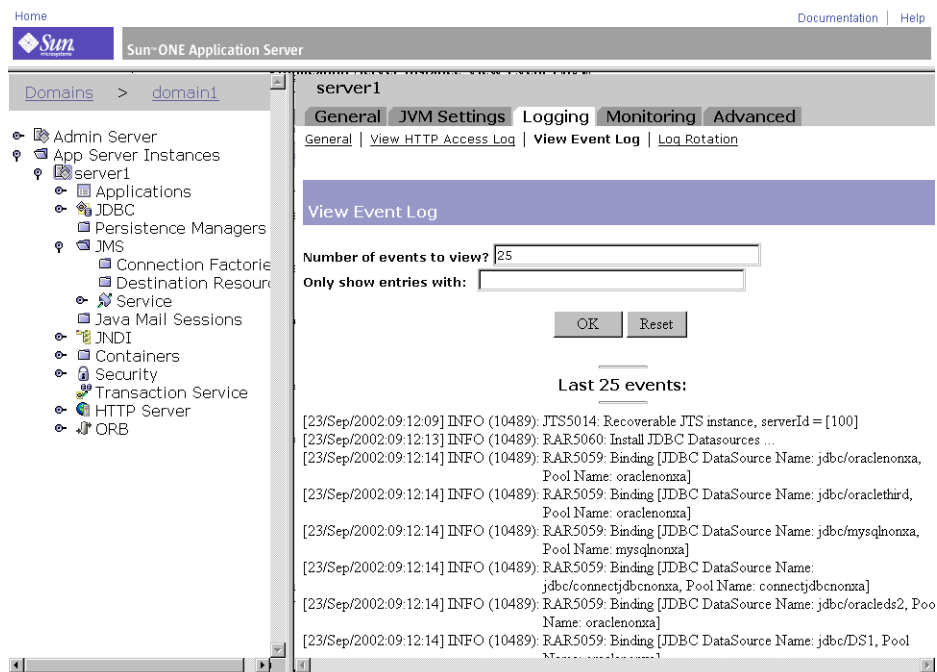 Home
Documentation | Help
Sun
microsystems
Sun™ ONE Application Server
Domains > domain1
Admin Server
App Server Instances
server1
Applications
JDBC
Persistence Managers
JMS
Connection Factorie
Destination Resour
Service
Java Mail Sessions
JNDI
Containers
Security
Transaction Service
HTTP Server
ORB
server1
General JVM Settings Logging Monitoring Advanced
General | View HTTP Access Log | View Event Log | Log Rotation
View Event Log
Number of events to view? 25
Only show entries with:
OK Reset
Last 25 events:
[23/Sep/2002:09:12:09] INFO (10489): JTS5014: Recoverable JTS instance, serverId = [100]
[23/Sep/2002:09:12:13] INFO (10489): RAR5060: Install JDBC Datasources ...
[23/Sep/2002:09:12:14] INFO (10489): RAR5059: Binding [JDBC DataSource Name: jdbc/oraclenonxa,
Pool Name: oraclenonxa]
[23/Sep/2002:09:12:14] INFO (10489): RAR5059: Binding [JDBC DataSource Name: jdbc/oraclethird,
Pool Name: oraclenonxa]
[23/Sep/2002:09:12:14] INFO (10489): RAR5059: Binding [JDBC DataSource Name: jdbc/mysqlnonxa,
Pool Name: mysqlnonxa]
[23/Sep/2002:09:12:14] INFO (10489): RAR5059: Binding [JDBC DataSource Name:
jdbc/connectjdbcnonxa, Pool Name: connectjdbcnonxa]
[23/Sep/2002:09:12:14] INFO (10489): RAR5059: Binding [JDBC DataSource Name: jdbc/oracleds2, Poo
Name: oraclenonxa]
[23/Sep/2002:09:12:14] INFO (10489): RAR5059: Binding [JDBC DataSource Name: jdbc/DS1, Pool